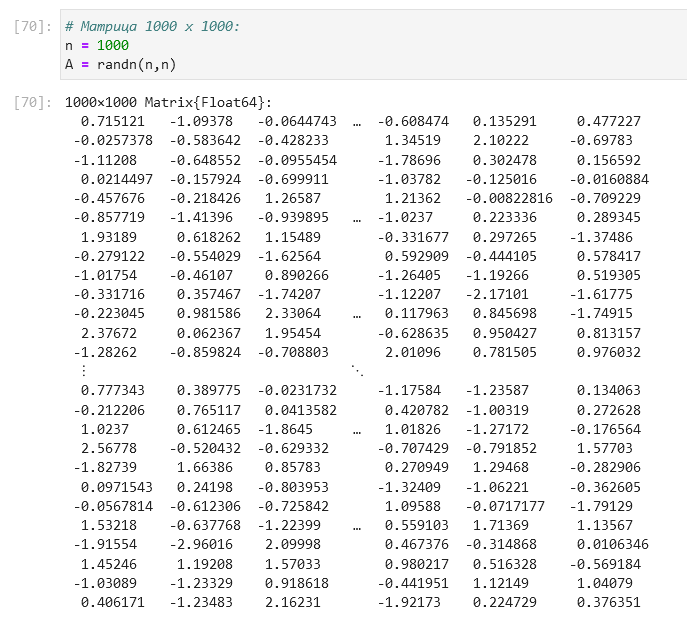 [70]: # Матрица 1000 x 1000:
n = 1000
A = randn(n,n)
[70]: 1000×1000 Matrix{Float64}:
0.715121 -1.09378 -0.0644743 … -0.608474 0.135291 0.477227
-0.0257378 -0.583642 -0.428233 1.34519 2.10222 -0.69783
-1.11208 -0.648552 -0.0955454 -1.78696 0.302478 0.156592
0.0214497 -0.157924 -0.699911 -1.03782 -0.125016 -0.0160884
-0.457676 -0.218426 1.26587 1.21362 -0.00822816 -0.709229
-0.857719 -1.41396 -0.939895 … -1.0237 0.223336 0.289345
1.93189 0.618262 1.15489 -0.331677 0.297265 -1.37486
-0.279122 -0.554029 -1.62564 0.592909 -0.444105 0.578417
-1.01754 -0.46107 0.890266 -1.26405 -1.19266 0.519305
-0.331716 0.357467 -1.74207 -1.12207 -2.17101 -1.61775
-0.223045 0.981586 2.33064 … 0.117963 0.845698 -1.74915
2.37672 0.062367 1.95454 -0.628635 0.950427 0.813157
-1.28262 -0.859824 -0.708803 2.01096 0.781505 0.976032
⋮ ⋱
0.777343 0.389775 -0.0231732 -1.17584 -1.23587 0.134063
-0.212206 0.765117 0.0413582 0.420782 -1.00319 0.272628
1.0237 0.612465 -1.8645 … 1.01826 -1.27172 -0.176564
2.56778 -0.520432 -0.629332 -0.707429 -0.791852 1.57703
-1.82739 1.66386 0.85783 0.270949 1.29468 -0.282906
0.0971543 0.24198 -0.803953 -1.32409 -1.06221 -0.362605
-0.0567814 -0.612306 -0.725842 1.09588 -0.0717177 -1.79129
1.53218 -0.637768 -1.22399 … 0.559103 1.71369 1.13567
-1.91554 -2.96016 2.09998 0.467376 -0.314868 0.0106346
1.45246 1.19208 1.57033 0.980217 0.516328 -0.569184
-1.03089 -1.23329 0.918618 -0.441951 1.12149 1.04079
0.406171 -1.23483 2.16231 -1.92173 0.224729 0.376351